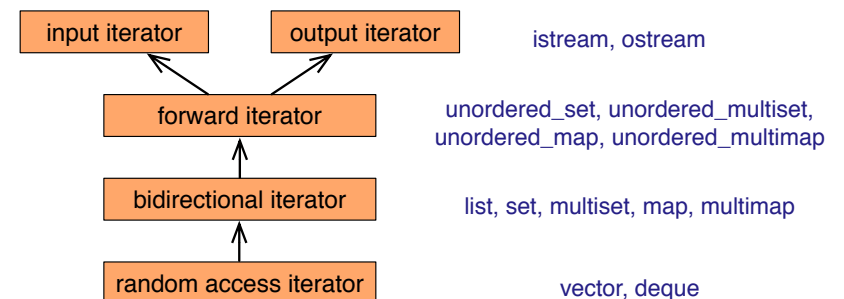 input iterator
output iterator
istream, ostream
forward iterator
unordered_set, unordered_multiset,
unordered_map, unordered_multimap
bidirectional iterator
list, set, multiset, map, multimap
random access iterator
vector, deque